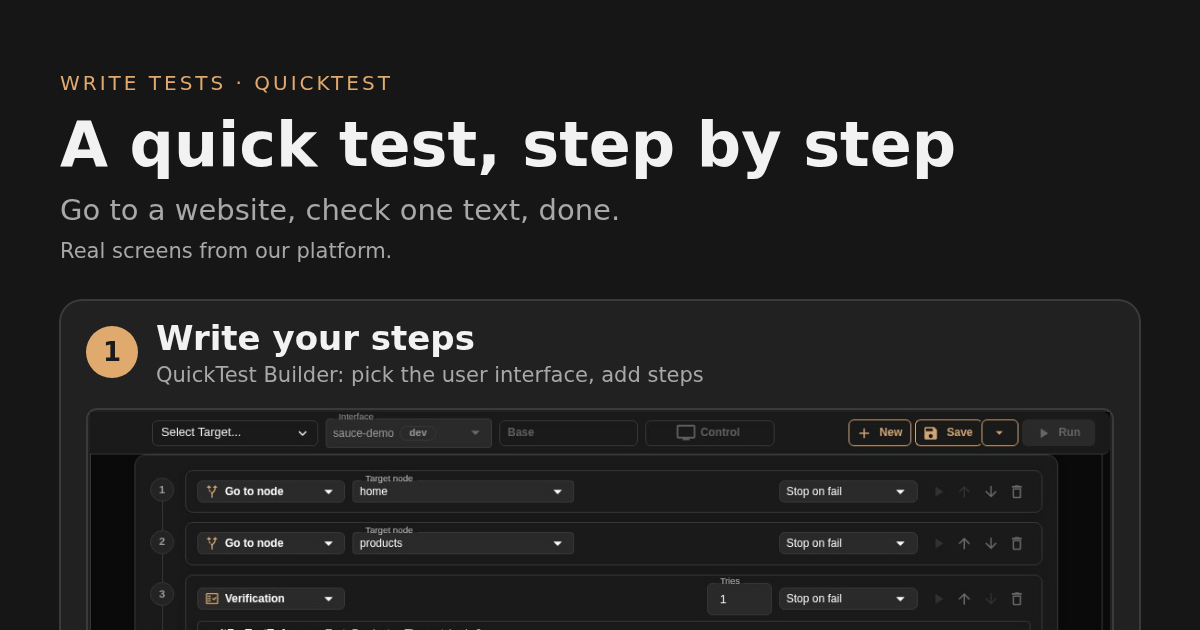 WRITE TESTS · QUICKTEST
A quick test, step by step
Go to a website, check one text, done.
Real screens from our platform.
1
Write your steps
QuickTest Builder: pick the user interface, add steps
Select Target...
Interface
sauce-demo dev
Base
Control
New
Save
Run
1
Go to node
Target node
home
Stop on fail
2
Go to node
Target node
products
Stop on fail
3
Verification
Tries
1
Stop on fail